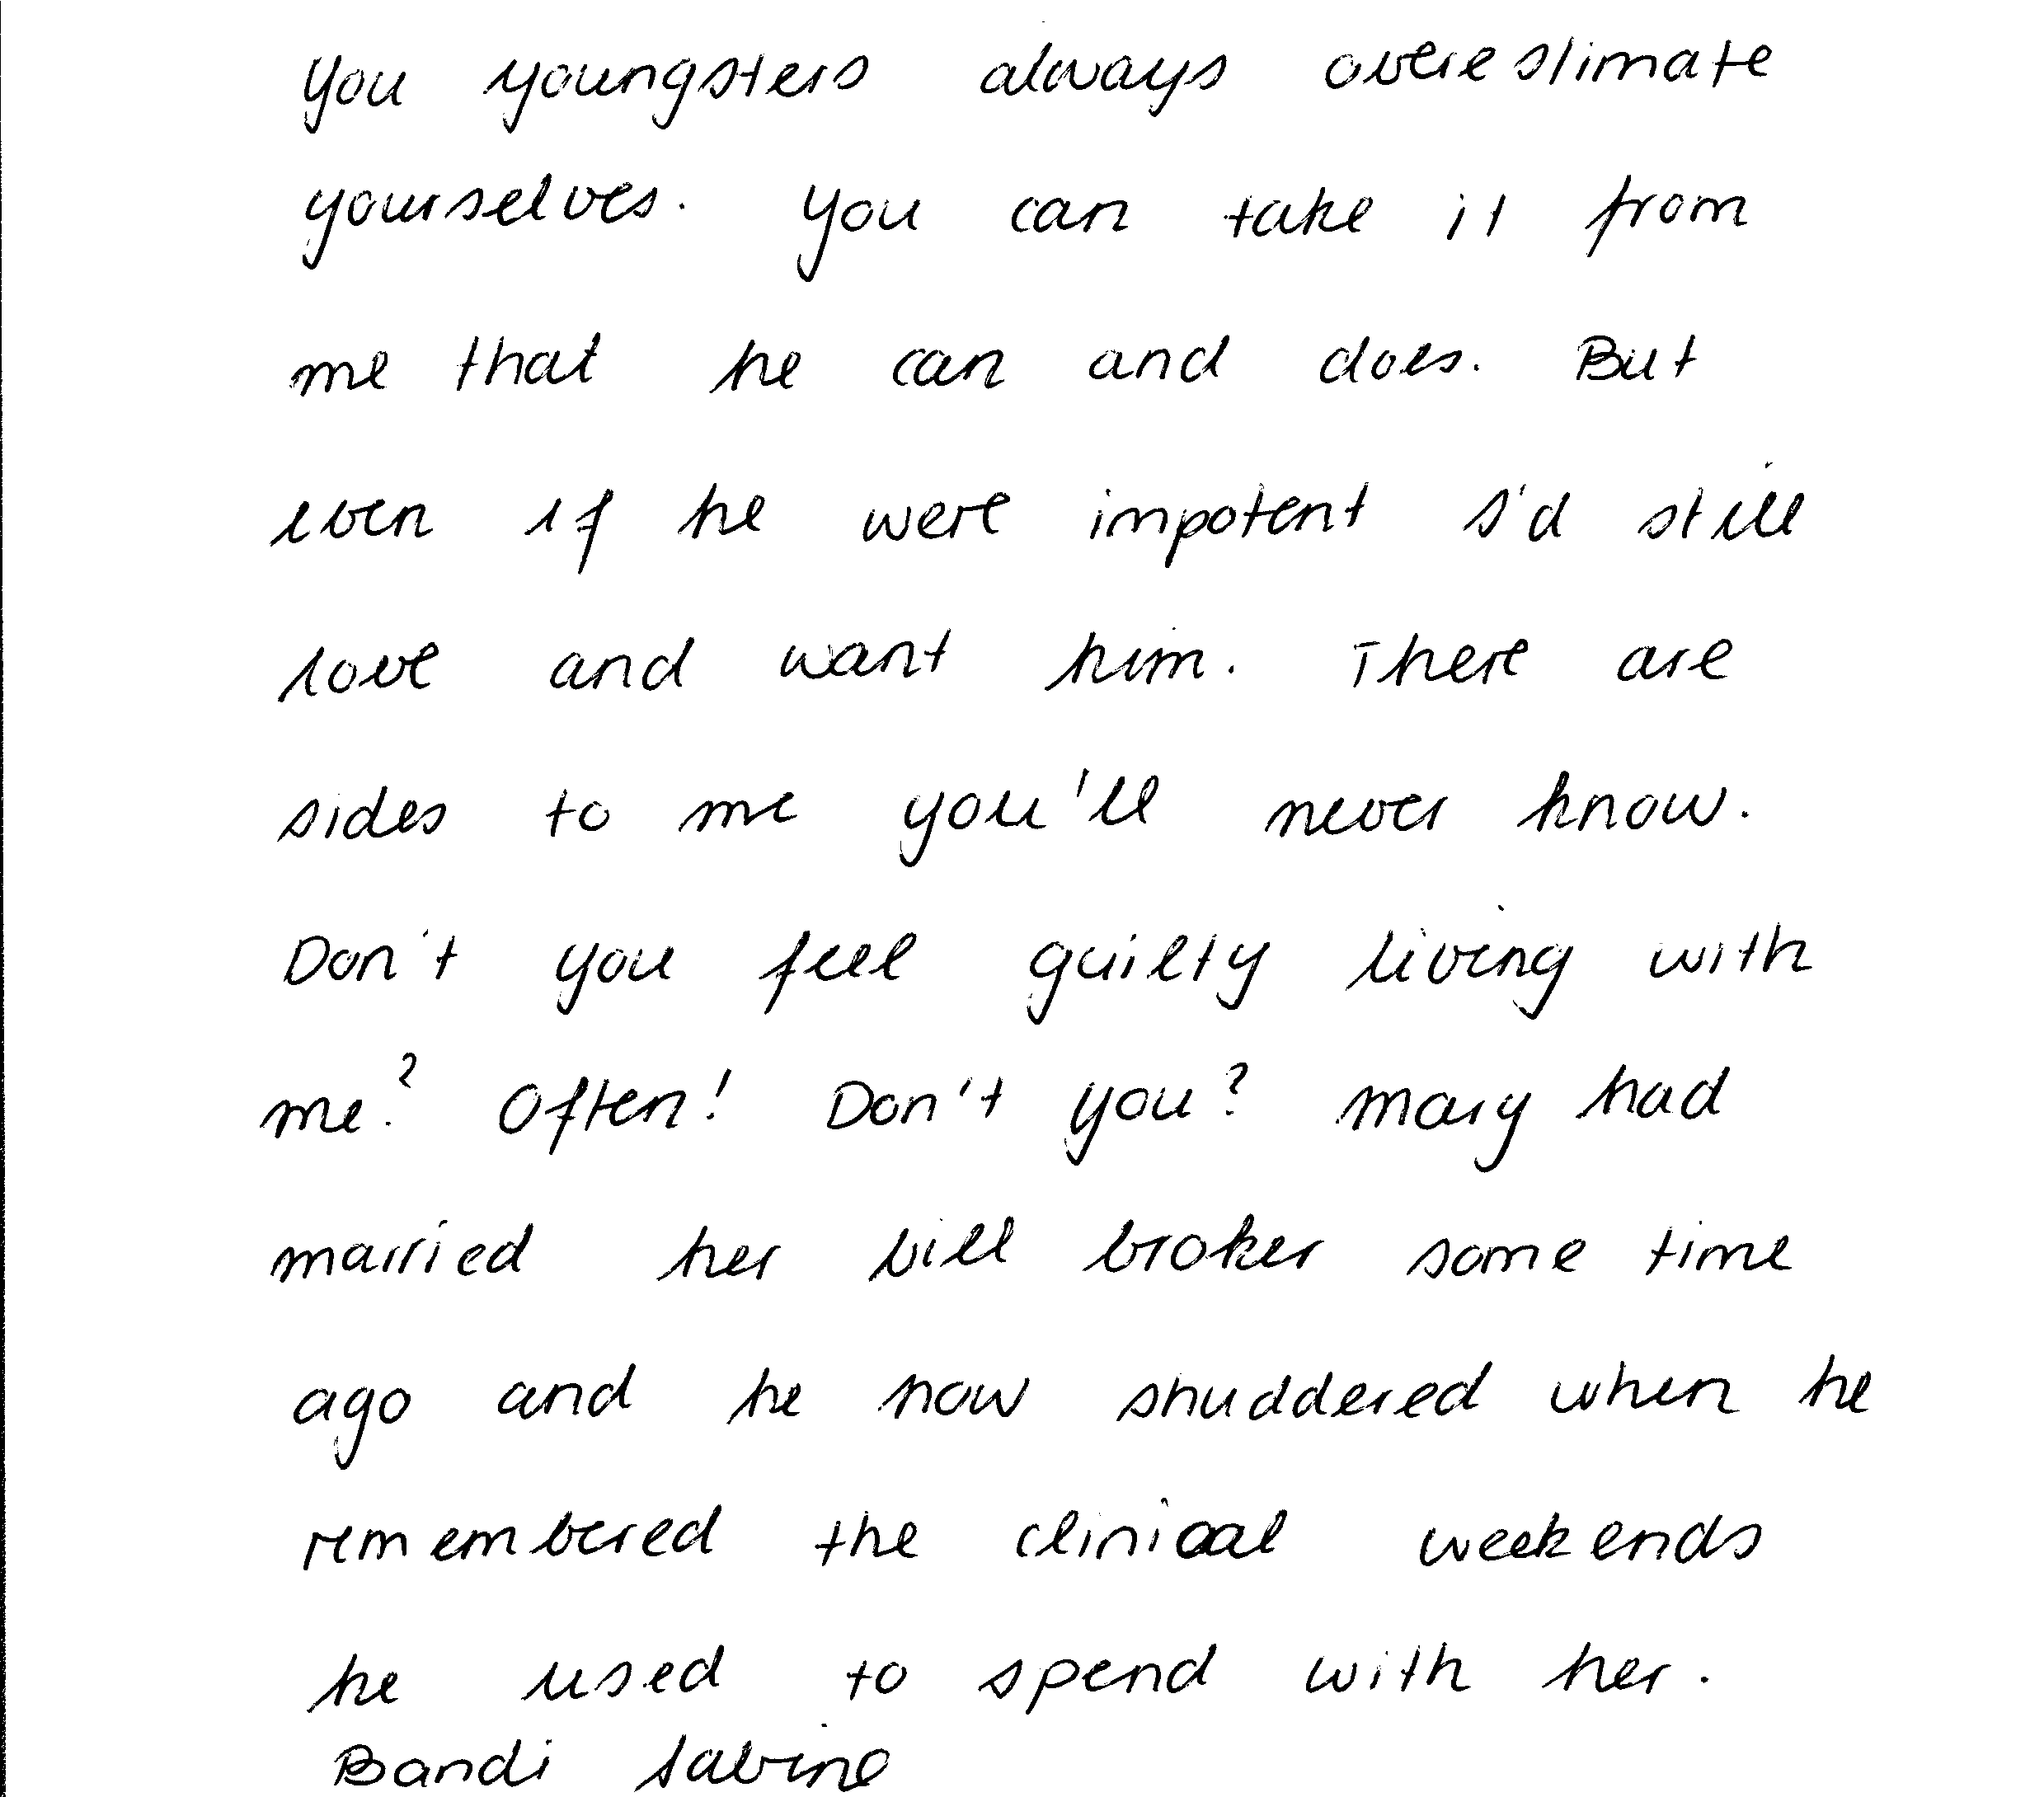 You youngsters always overestimate
yourselves. You can take it from
me that he can and does. But
even if he were impotent I'd still
love and want him. There are
sides to me you'll never know.
Don't you feel guilty living with
me? Often! Don't you? Mary had
married her bill broker some time
ago and he now shuddered when he
remembered the clinical weekends
he used to spend with her.
Bandi Sabine